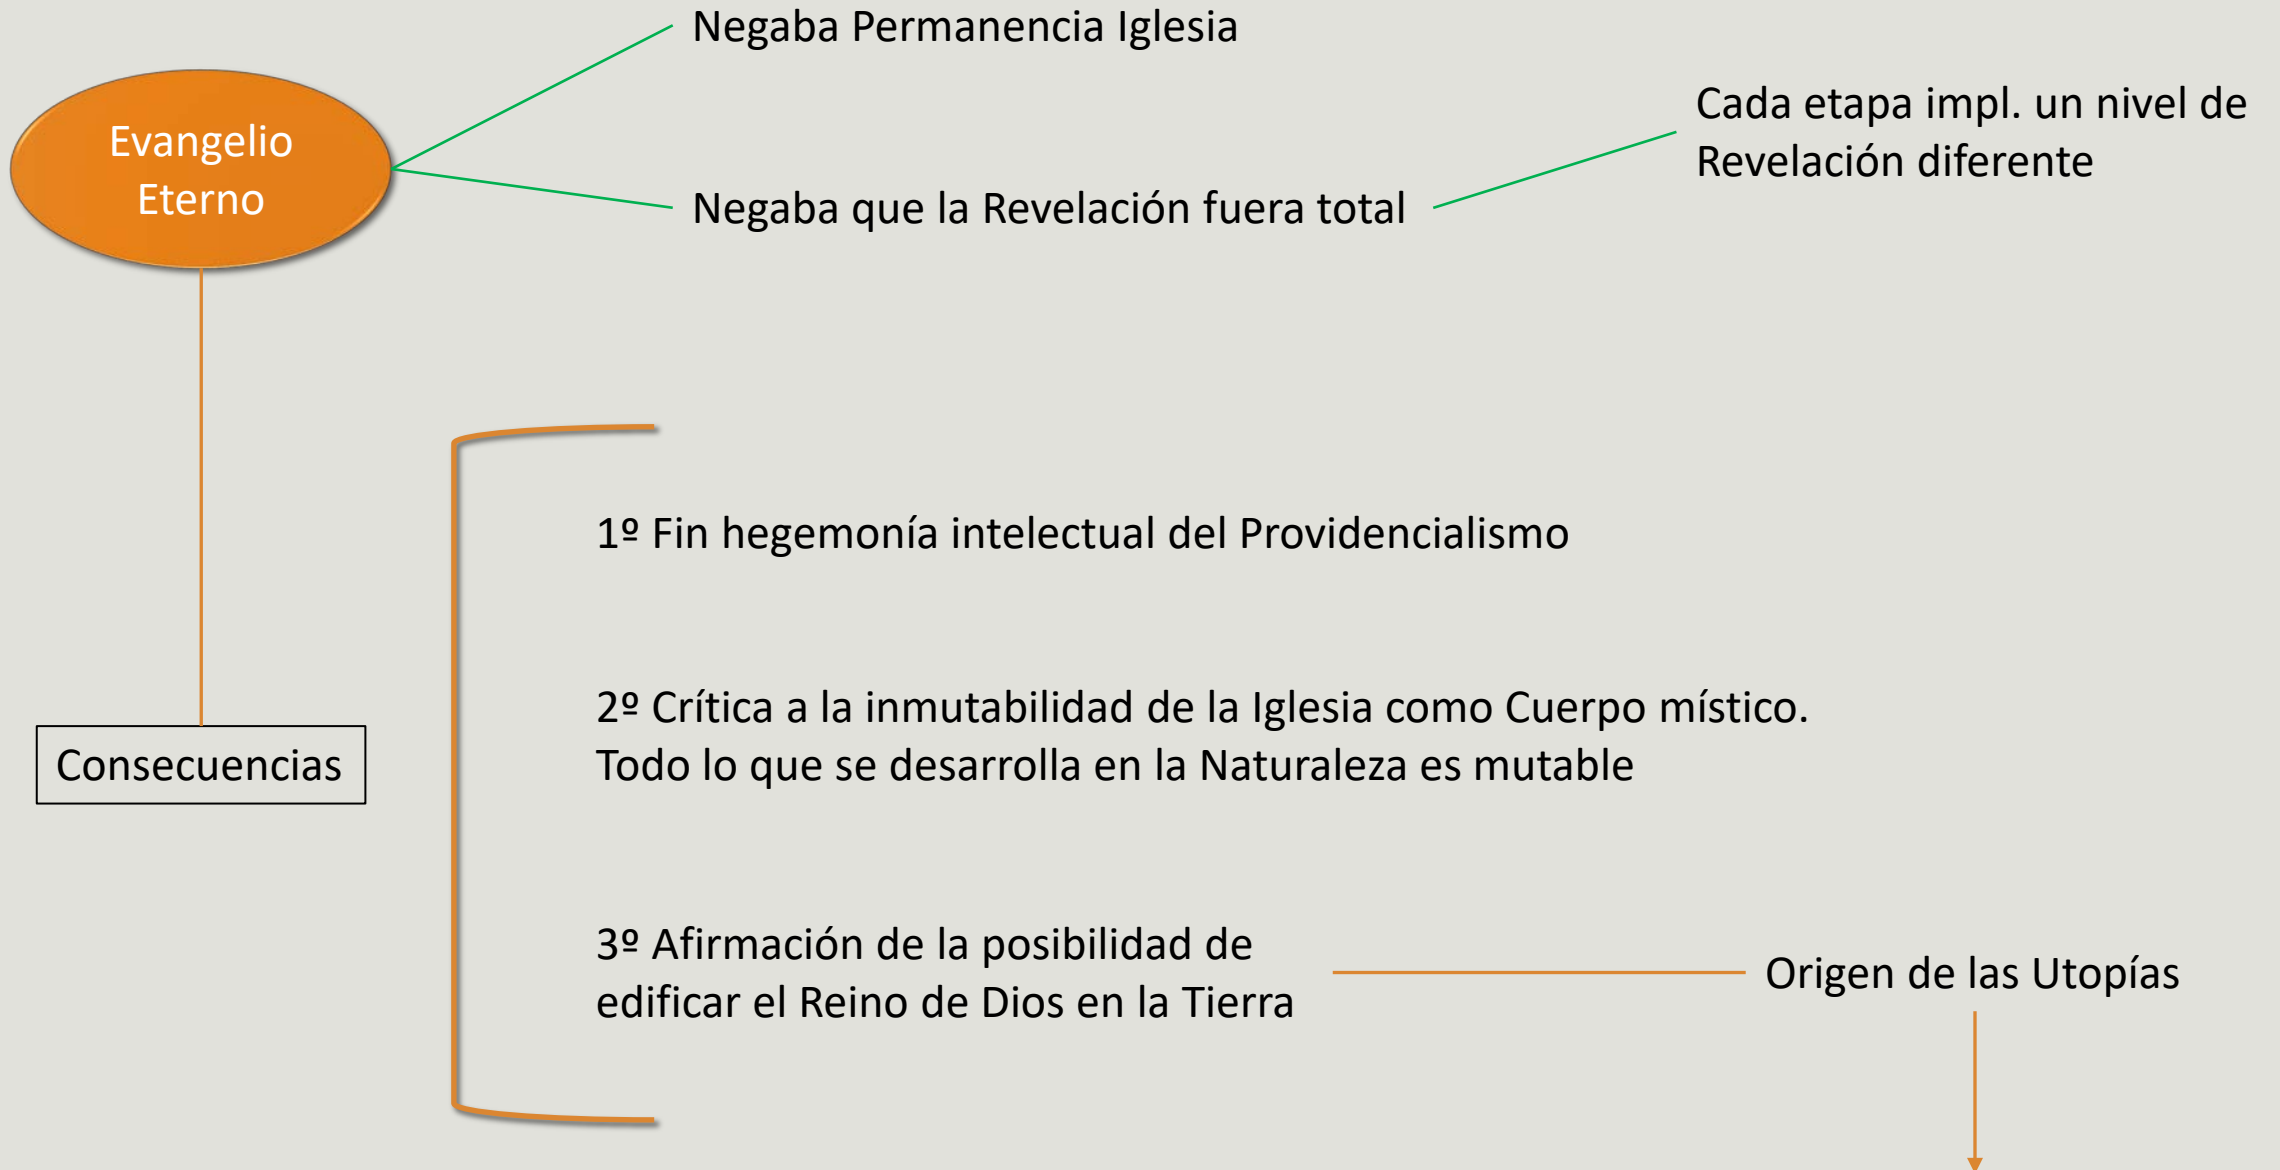 Negaba Permanencia Iglesia
Evangelio
Eterno
Cada etapa impl. un nivel de
Revelación diferente
Negaba que la Revelación fuera total
1º Fin hegemonía intelectual del Providencialismo
2º Crítica a la inmutabilidad de la Iglesia como Cuerpo místico.
Todo lo que se desarrolla en la Naturaleza es mutable
Consecuencias
3º Afirmación de la posibilidad de
edificar el Reino de Dios en la Tierra
Origen de las Utopías